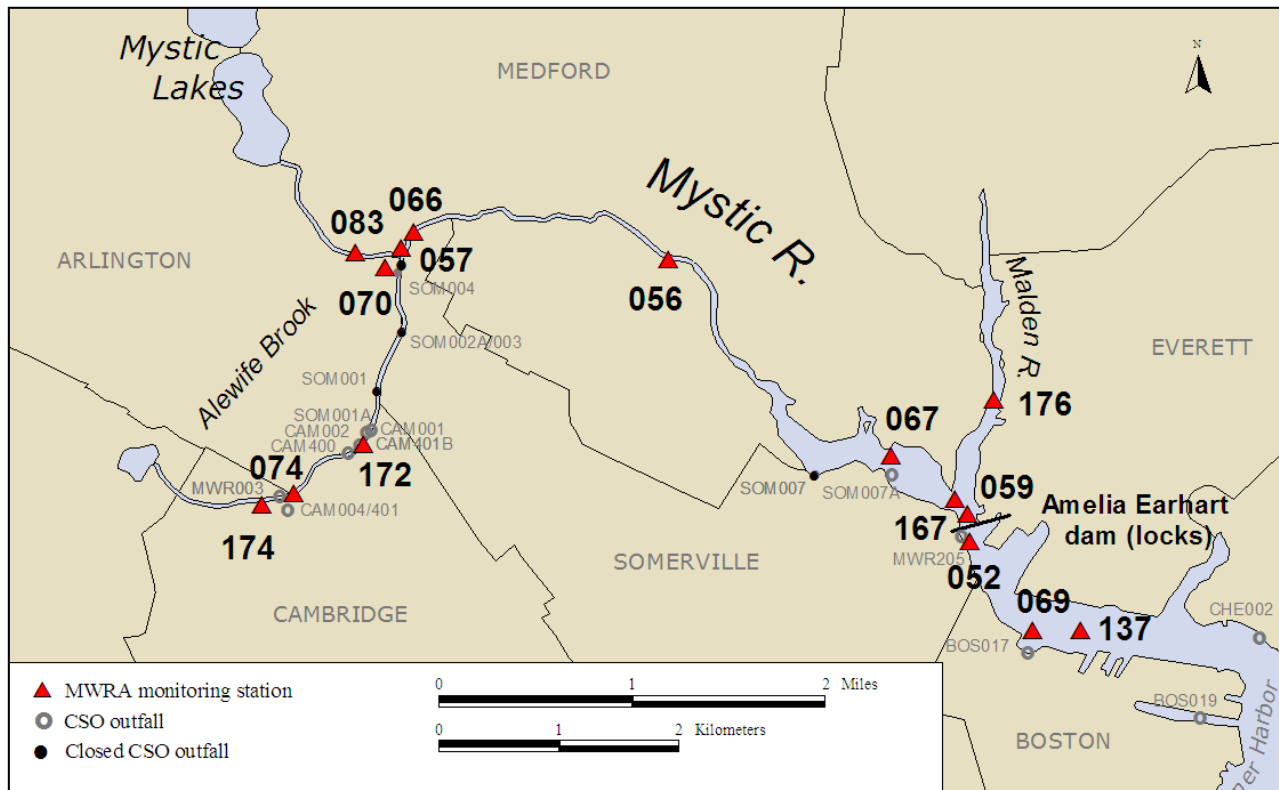 Mystic
Lakes
MEDFORD
N
Mystic R.
066
083
ARLINGTON
057
SOM004
070
056
Malden R.
SOM002A/003
EVERETT
Alewife Brook
SOM001
176
SOM001A
CAM001
067
CAM002
CAM401B
CAM400
172
074
MWR003
SOM007
SOM007A
059
CAM004/401
Amelia Earhart
174
167
dam (locks)
MWR205
SOMERVILLE
052
069
CAMBRIDGE
137
CHE002
BOS017
MWRA monitoring station
0 1 2 Miles
BOS019
CSO outfall
0 1 2 Kilometers
Closed CSO outfall
BOSTON
Harbor